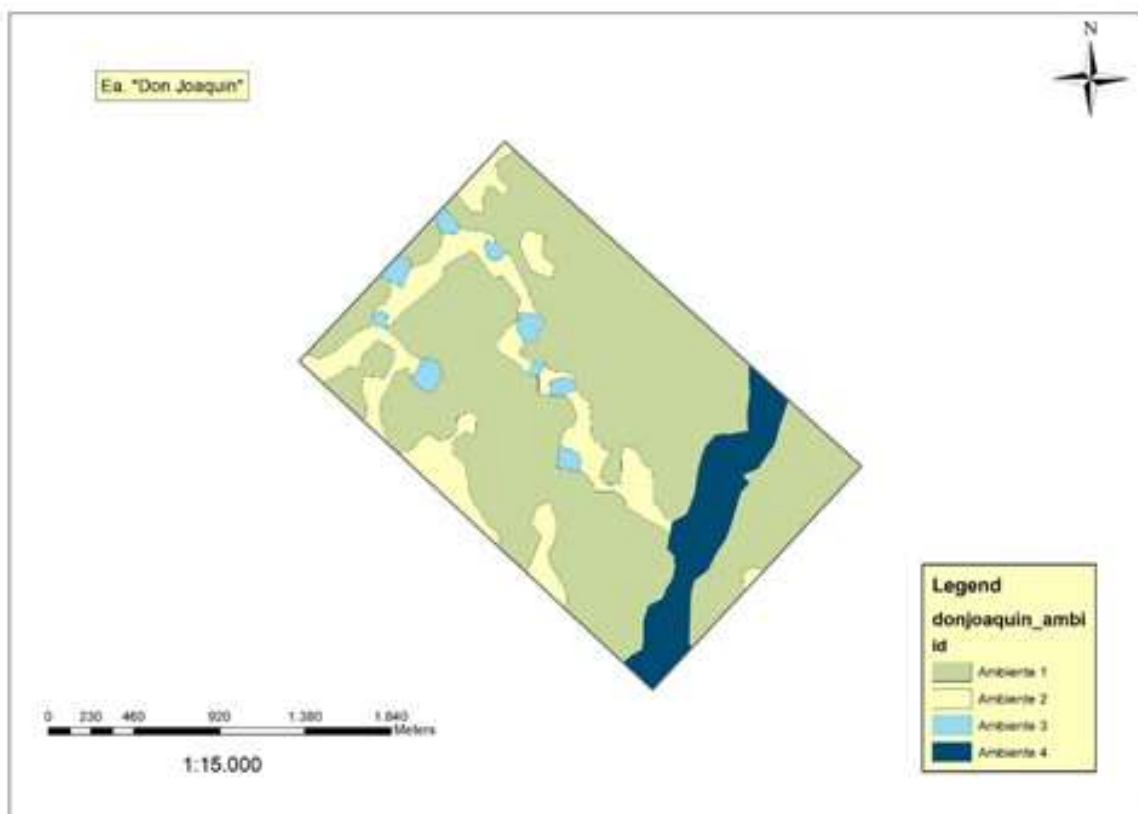 N
Ea. "Don Joaquin"
Legend
donjoaquin_ambi
id
Ambiente 1
Ambiente 2
Ambiente 3
Ambiente 4
0 230 460 920 1.380 1.840
Meters
1:15.000